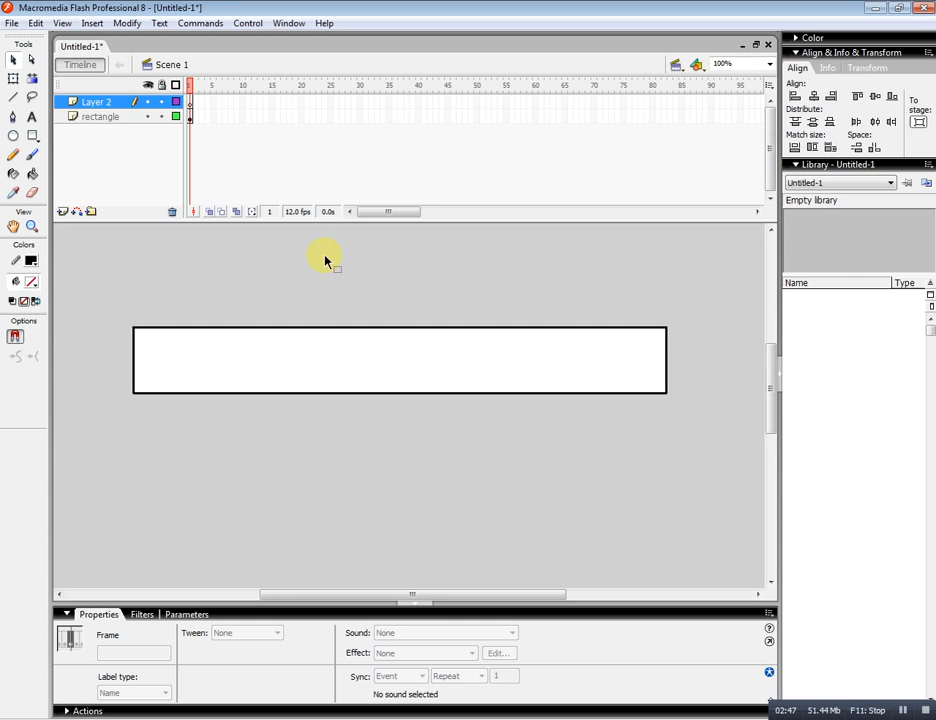 Macromedia Flash Professional 8 - [Untitled-1*]
File Edit View Insert Modify Text Commands Control Window Help
Tools
View
Colors
Options
Untitled-1*
Timeline
Scene 1
100%
1 5 10 15 20 25 30 35 40 45 50 55 60 65 70 75 80 85 90 95
Layer 2
rectangle
1 12.0 fps 0.0s
Color
Align & Info & Transform
Align Info Transform
Align:
Distribute:
Match size: Space:
To stage:
Library - Untitled-1
Untitled-1
Empty library
Name Type
Properties Filters Parameters
Frame
Label type:
Name
Tween: None
Sound: None
Effect: None Edit...
Sync: Event Repeat 1
No sound selected
Actions
02:47 51.44Mb F11: Stop